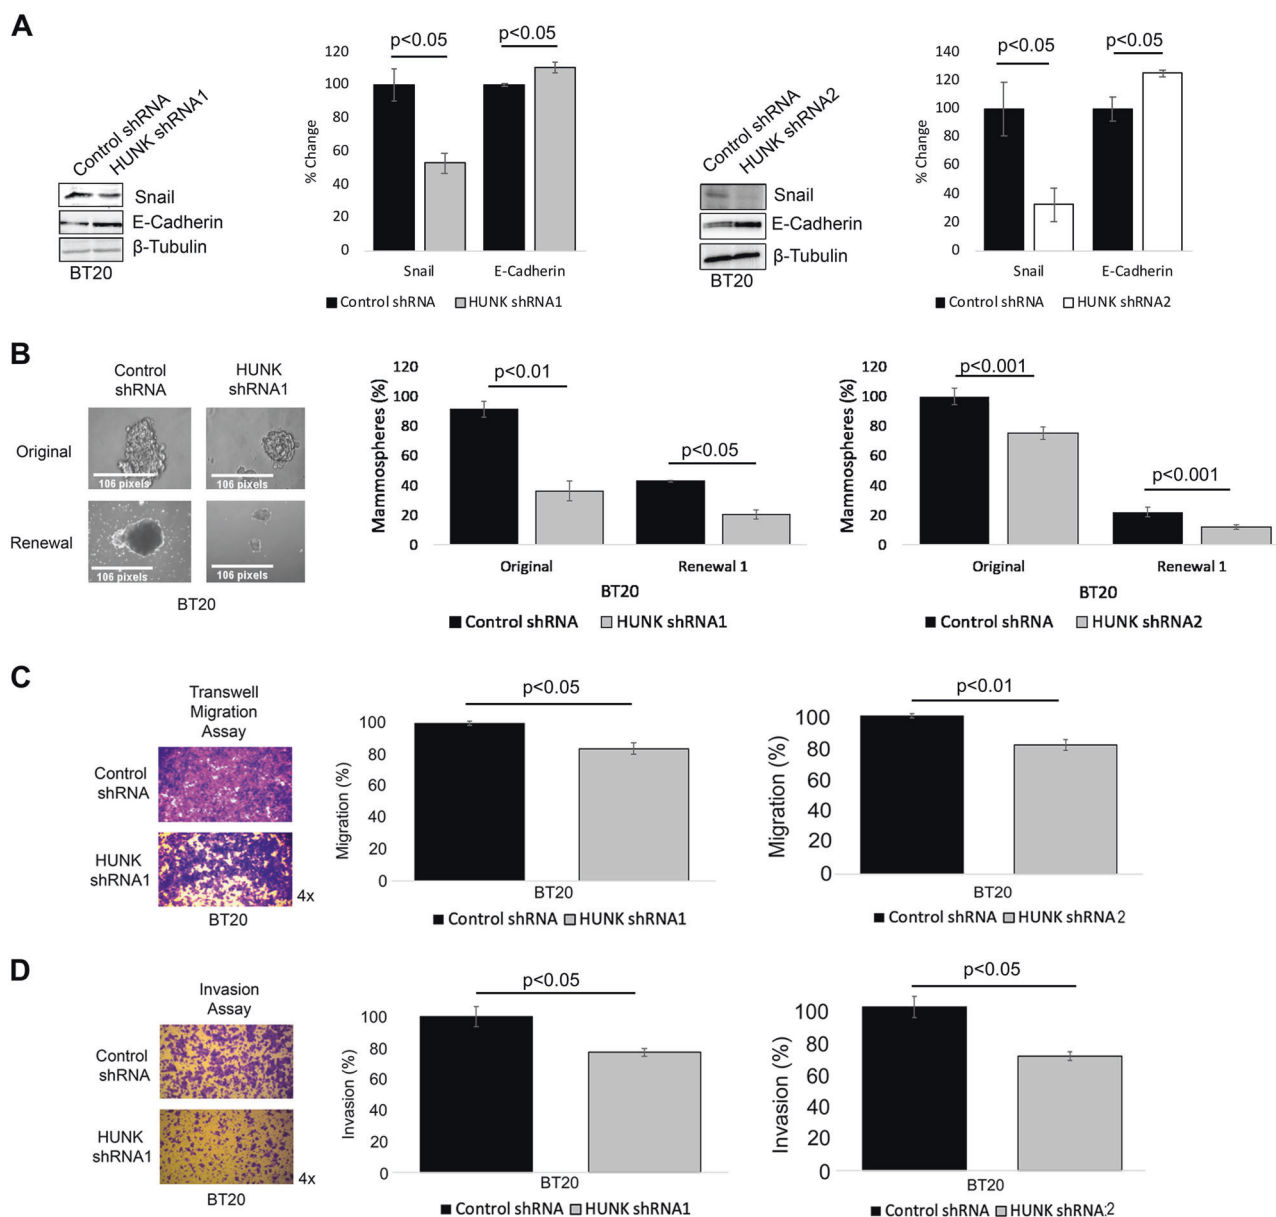 A
Control shRNA
HUNK shRNA1
Snail
E-Cadherin
β-Tubulin
BT20
p<0.05
p<0.05
% Change
120
100
80
60
40
20
0
Snail
E-Cadherin
Control shRNA
HUNK shRNA1
Control shRNA
HUNK shRNA2
Snail
E-Cadherin
β-Tubulin
BT20
p<0.05
p<0.05
% Change
140
120
100
80
60
40
20
0
Snail
E-Cadherin
Control shRNA
HUNK shRNA2
B
Control
shRNA
HUNK
shRNA1
Original
106 pixels
106 pixels
Renewal
106 pixels
106 pixels
BT20
Mammospheres (%)
120
100
80
60
40
20
0
p<0.01
p<0.05
Original
Renewal 1
BT20
Control shRNA
HUNK shRNA1
Mammospheres (%)
120
100
80
60
40
20
0
p<0.001
p<0.001
Original
Renewal 1
BT20
Control shRNA
HUNK shRNA2
C
Transwell
Migration
Assay
Control
shRNA
HUNK
shRNA1
4x
BT20
p<0.05
Migration (%)
100
80
60
40
20
0
BT20
Control shRNA
HUNK shRNA1
p<0.01
Migration (%)
100
80
60
40
20
0
BT20
Control shRNA
HUNK shRNA2
D
Invasion
Assay
Control
shRNA
HUNK
shRNA1
4x
BT20
p<0.05
Invasion (%)
100
80
60
40
20
0
BT20
Control shRNA
HUNK shRNA1
p<0.05
Invasion (%)
100
80
60
40
20
0
BT20
Control shRNA
HUNK shRNA:2